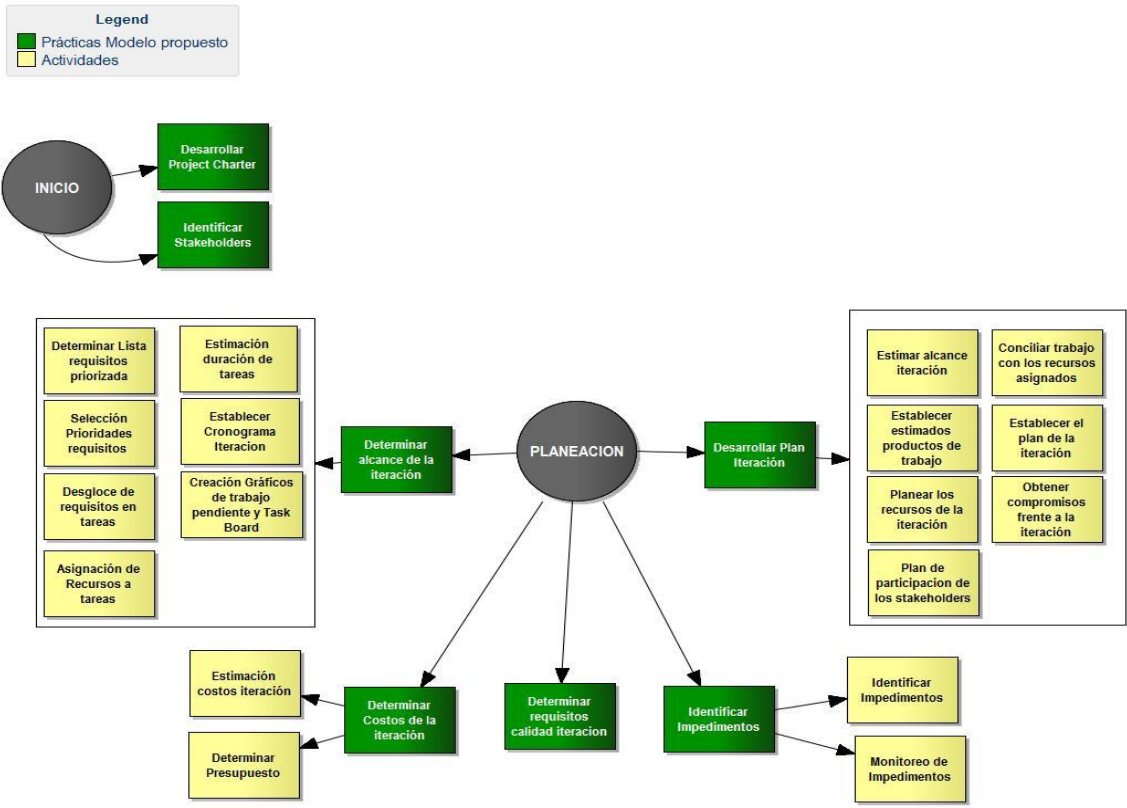 Legend
Prácticas Modelo propuesto
Actividades
Desarrollar
Project Charter
INICIO
Identificar
Stakeholders
Determinar Lista
requisitos
priorizada
Estimación
duración de
tareas
Selección
Prioridades
requisitos
Establecer
Cronograma
Iteracion
Desgloce de
requisitos en
tareas
Creación Gráficos
de trabajo
pendiente y Task
Board
Asignación de
Recursos a
tareas
Determinar
alcance de la
iteración
PLANEACION
Desarrollar Plan
Iteración
Estimar alcance
iteración
Conciliar trabajo
con los recursos
asignados
Establecer
estimados
productos de
trabajo
Establecer el
plan de la
iteración
Planear los
recursos de la
iteración
Obtener
compromisos
frente a la
iteración
Plan de
participacion de
los stakeholders
Estimación
costos iteración
Determinar
Presupuesto
Determinar
Costos de la
iteración
Determinar
requisitos
calidad iteracion
Identificar
Impedimentos
Identificar
Impedimentos
Monitoreo de
Impedimentos